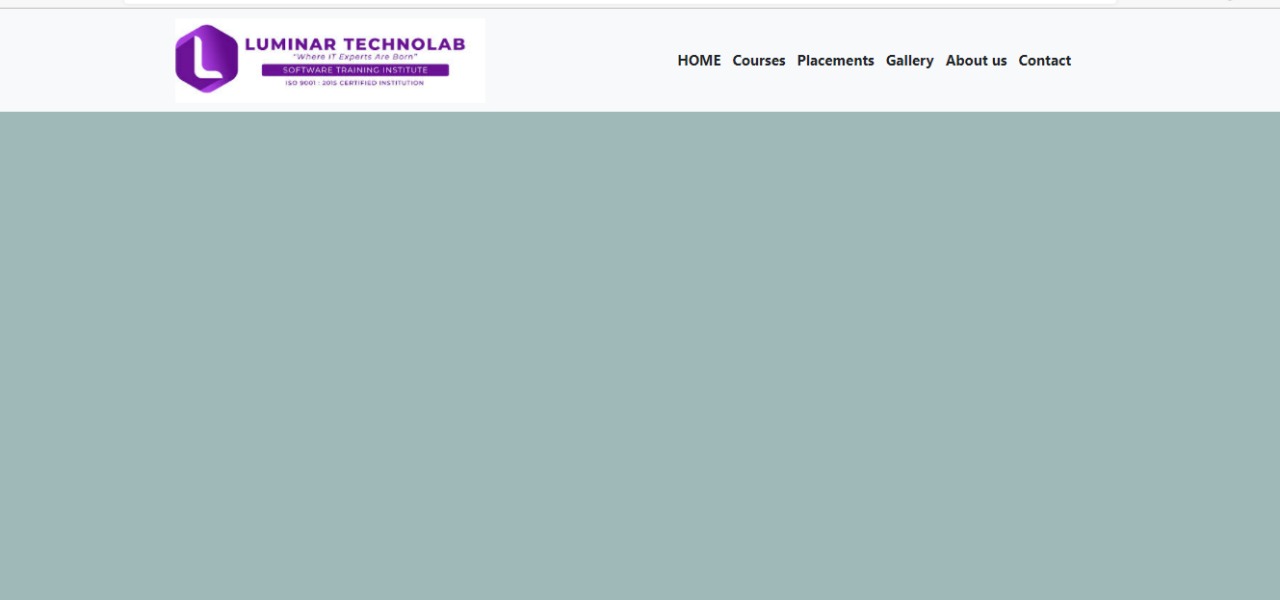 LUMINAR TECHNOLAB
"Where IT Experts Are Born"
SOFTWARE TRAINING INSTITUTE
ISO 9001 : 2015 CERTIFIED INSTITUTION
HOME Courses Placements Gallery About us Contact